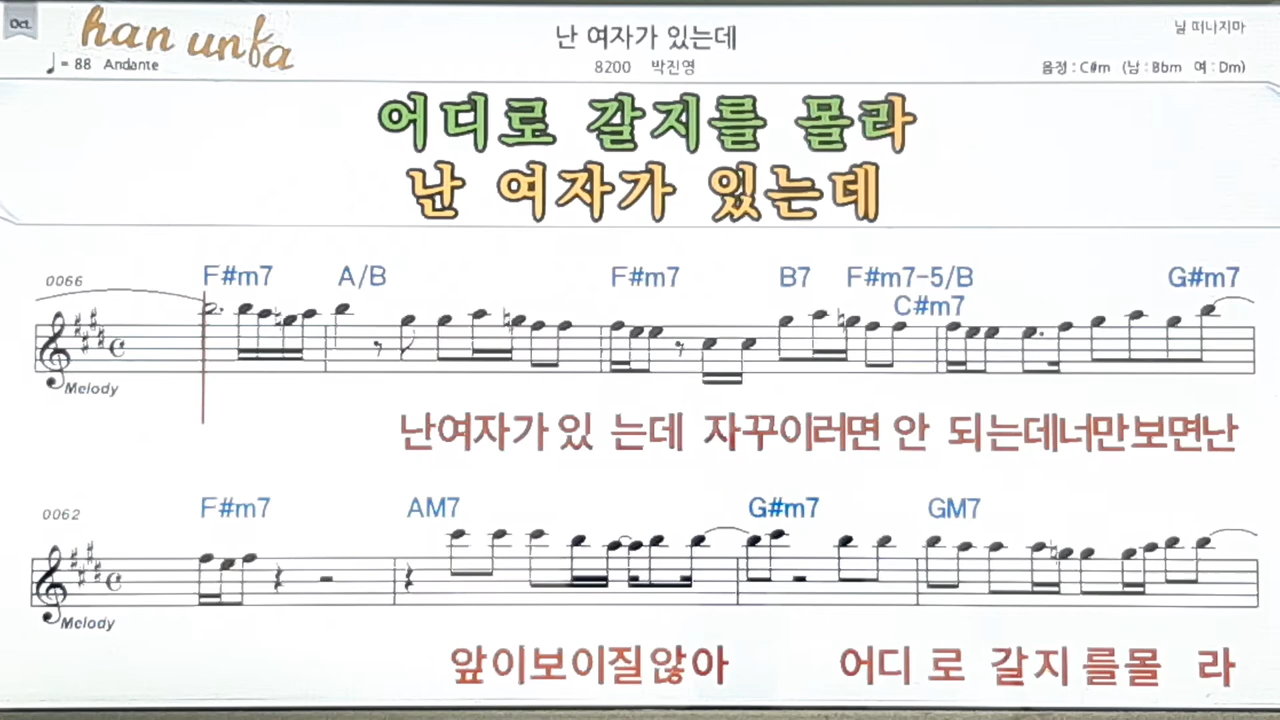 Oct.
han unfa
♩ = 88 Andante
난 여자가 있는데
8200 박진영
널 떠나지마
음정 : C#m (남 : Bbm 여 : Dm)
어디로 갈지를 몰라
난 여자가 있는데
0066
F#m7 A/B F#m7 B7 F#m7-5/B G#m7
C#m7
Melody
난여자가 있 는데 자꾸이러면 안 되는데너만보면난
0062
F#m7 AM7 G#m7 GM7
Melody
앞이보이질않아 어디 로 갈지 를몰 라